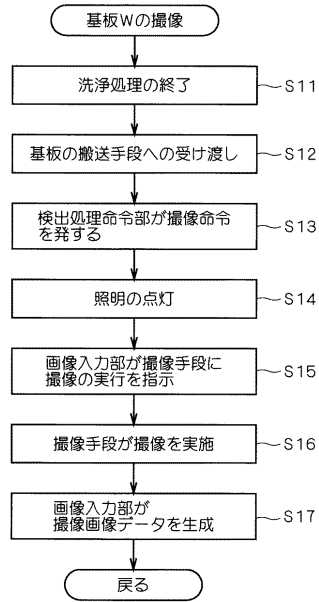 基板Wの撮像
洗浄処理の終了
S11
基板の搬送手段への受け渡し
S12
検出処理命令部が撮像命令
を発する
S13
照明の点灯
S14
画像入力部が撮像手段に
撮像の実行を指示
S15
撮像手段が撮像を実施
S16
画像入力部が
撮像画像データを生成
S17
戻る